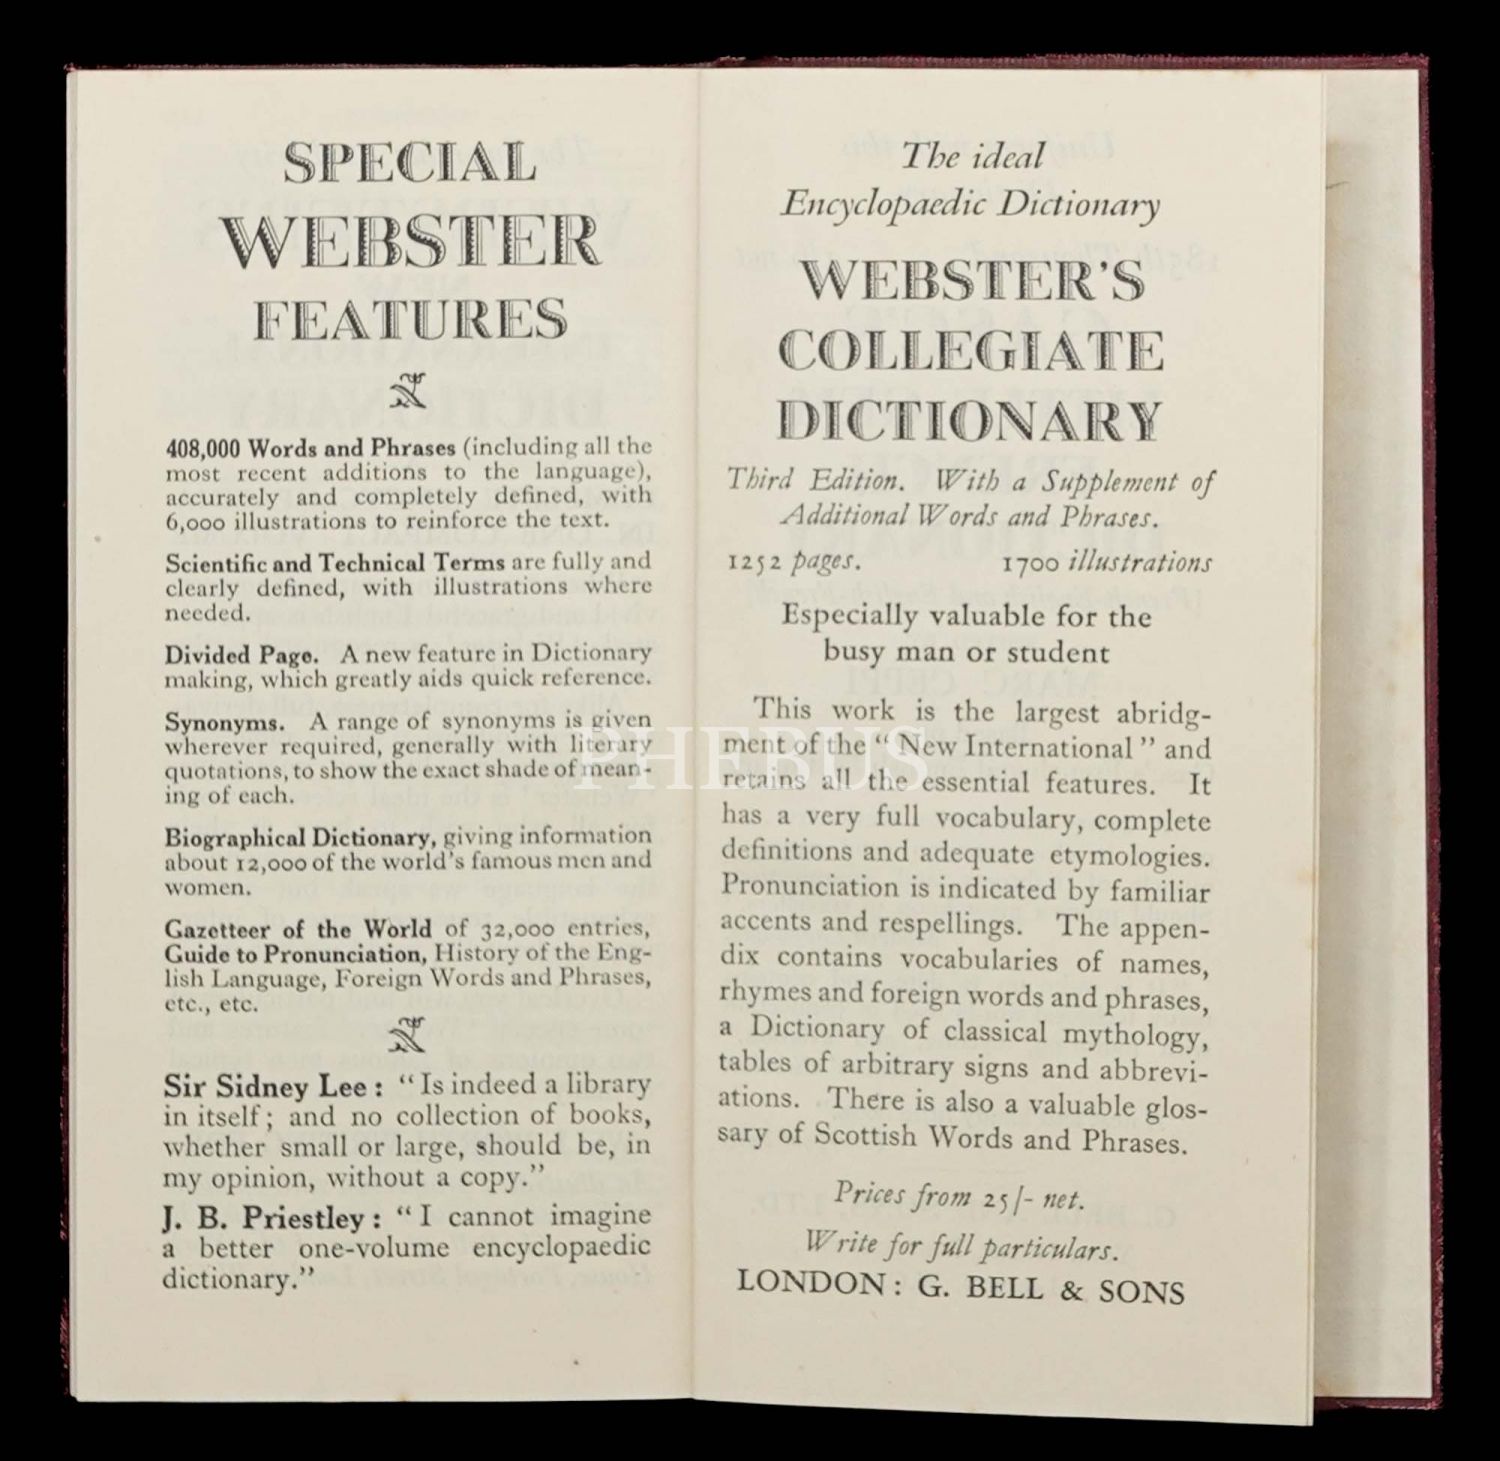 SPECIAL
WEBSTER
FEATURES
408,000 Words and Phrases (including all the
most recent additions to the language),
accurately and completely defined, with
6,000 illustrations to reinforce the text.
Scientific and Technical Terms are fully and
clearly defined, with illustrations where
needed.
Divided Page. A new feature in Dictionary
making, which greatly aids quick reference.
Synonyms. A range of synonyms is given
wherever required, generally with literary
quotations, to show the exact shade of mean-
ing of each.
Biographical Dictionary, giving information
about 12,000 of the world's famous men and
women.
Gazetteer of the World of 32,000 entries,
Guide to Pronunciation, History of the Eng-
lish Language, Foreign Words and Phrases,
etc., etc.
Sir Sidney Lee : "Is indeed a library
in itself ; and no collection of books,
whether small or large, should be, in
my opinion, without a copy."
J. B. Priestley : "I cannot imagine
a better one-volume encyclopaedic
dictionary."
The ideal
Encyclopaedic Dictionary
WEBSTER'S
COLLEGIATE
DICTIONARY
Third Edition. With a Supplement of
Additional Words and Phrases.
1252 pages. 1700 illustrations
Especially valuable for the
busy man or student
This work is the largest abridg-
ment of the "New International" and
retains all the essential features. It
has a very full vocabulary, complete
definitions and adequate etymologies.
Pronunciation is indicated by familiar
accents and respellings. The appen-
dix contains vocabularies of names,
rhymes and foreign words and phrases,
a Dictionary of classical mythology,
tables of arbitrary signs and abbrevi-
ations. There is also a valuable glos-
sary of Scottish Words and Phrases.
Prices from 25/- net.
Write for full particulars.
LONDON : G. BELL & SONS
PHEBUS